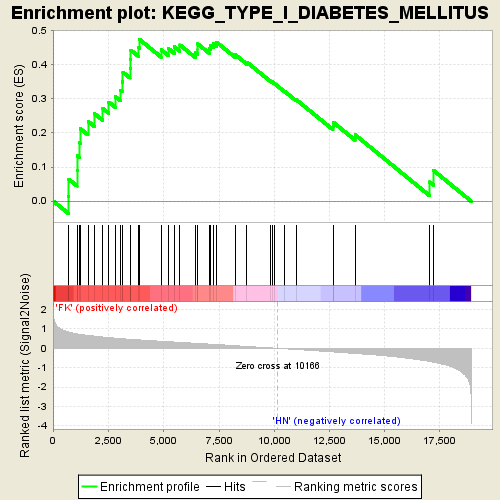 Enrichment plot: KEGG_TYPE_I_DIABETES_MELLITUS
Enrichment score (ES)
0.5
0.4
0.3
0.2
0.1
0.0
'FK' (positively correlated)
Ranked list metric (Signal2Noise)
2
1
0
-1
-2
-3
-4
Zero cross at 10166
'HN' (negatively correlated)
0
2,500
5,000
7,500
10,000
12,500
15,000
17,500
Rank in Ordered Dataset
Enrichment profile
Hits
Ranking metric scores